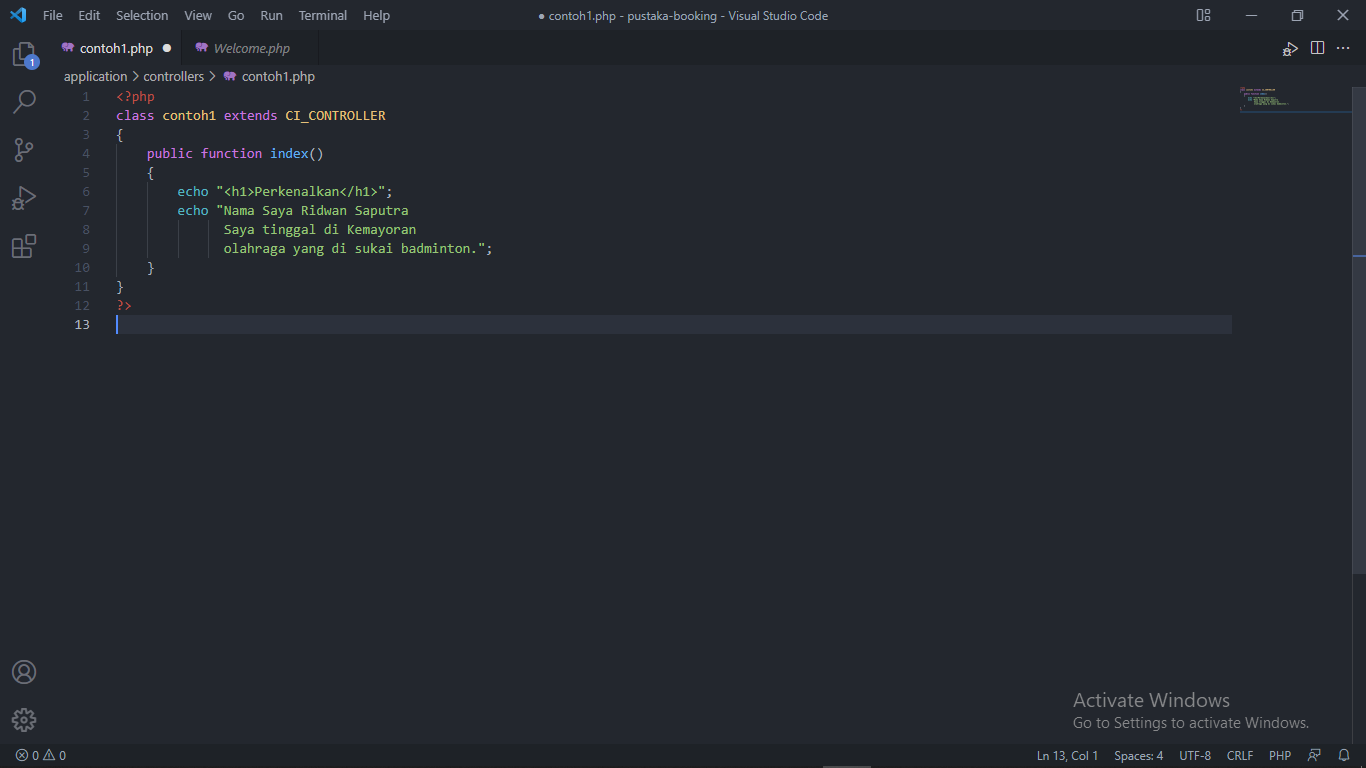 File Edit Selection View Go Run Terminal Help
● contoh1.php - pustaka-booking - Visual Studio Code
contoh1.php ●
Welcome.php
1
application > controllers > contoh1.php
1 <?php
2 class contoh1 extends CI_CONTROLLER
3 {
4 public function index()
5 {
6 echo "<h1>Perkenalkan</h1>";
7 echo "Nama Saya Ridwan Saputra
8 Saya tinggal di Kemayoran
9 olahraga yang di sukai badminton.";
10 }
11 }
12 ?>
13
Activate Windows
Go to Settings to activate Windows.
0 0
Ln 13, Col 1 Spaces: 4 UTF-8 CRLF PHP